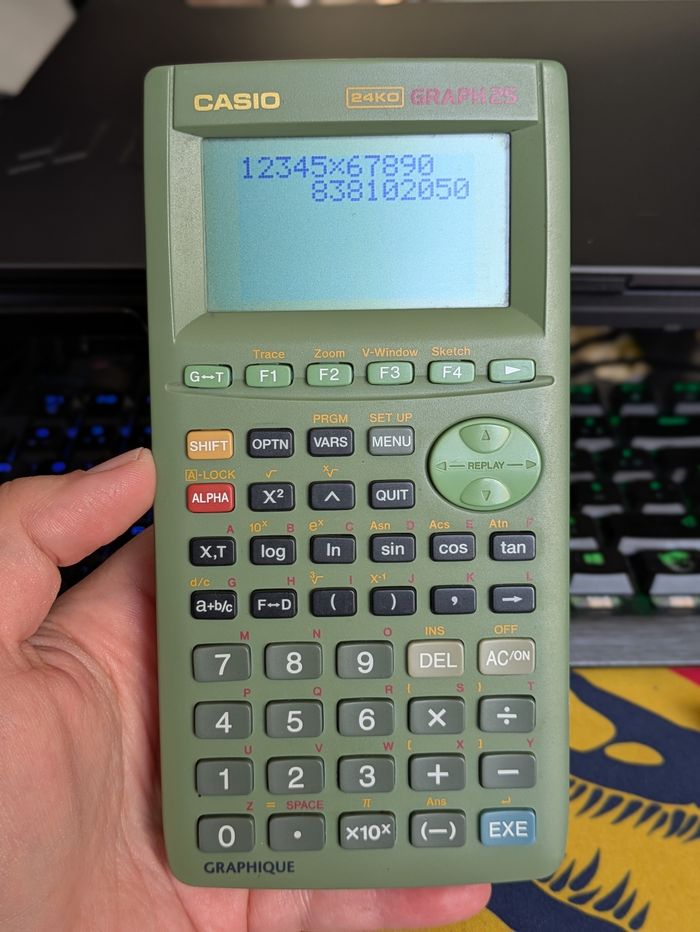 CASIO 24KO GRAPH 25
12345×67890
838102050
Trace Zoom V-Window Sketch
G↔T F1 F2 F3 F4
PRGM SET UP
SHIFT OPTN VARS MENU
REPLAY
A-LOCK √ ˣ√
ALPHA X² ^ QUIT
A 10ˣ B eˣ C Asn D Acs E Atn F
X,T log ln sin cos tan
d/c G H ³√ I X⁻¹ J K L
a+b/c F↔D ( ) , →
M N O INS OFF
7 8 9 DEL AC/ON
P Q R { S } T
4 5 6 × ÷
U V W [ X ] Y
1 2 3 + −
Z = SPACE π Ans ↵
0 • ×10ˣ (−) EXE
GRAPHIQUE